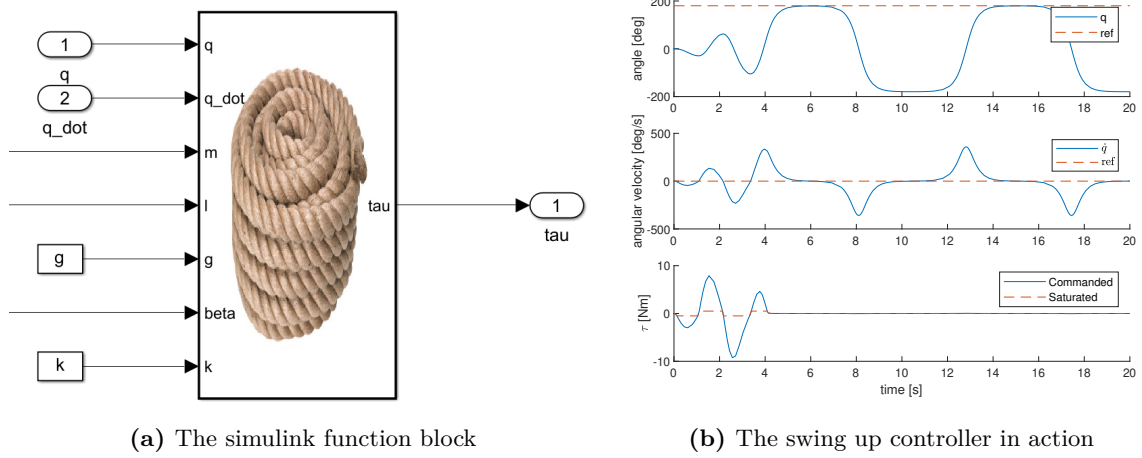 1
q
2
q_dot
m
l
g
beta
k
q
q_dot
m
l
g
beta
k
tau
1
tau
(a) The simulink function block
angle [deg]
200
0
-200
q
ref
0 2 4 6 8 10 12 14 16 18 20
angular velocity [deg/s]
500
0
-500
q̇
ref
0 2 4 6 8 10 12 14 16 18 20
τ [Nm]
10
0
-10
Commanded
Saturated
0 2 4 6 8 10 12 14 16 18 20
time [s]
(b) The swing up controller in action